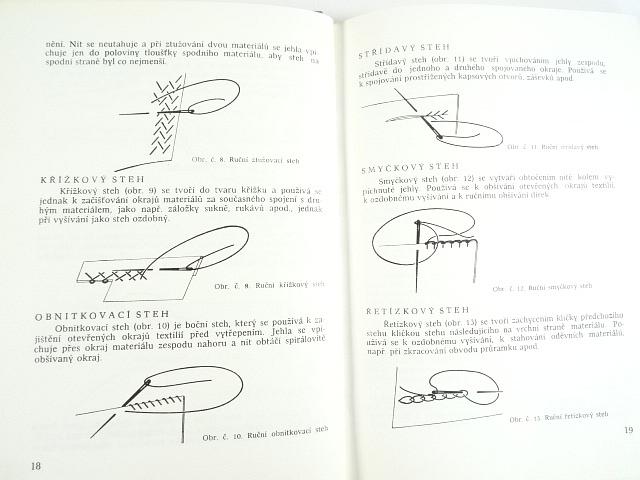 nění. Nit se neutahuje a při ztužování dvou materiálů se jehla vpi-
chuje jen do poloviny tloušťky spodního materiálu, aby steh na
spodní straně byl co nejmenší.
Obr. č. 8. Ruční ztužovací steh
KŘÍŽKOVÝ STEH
Křížkový steh (obr. 9) se tvoří do tvaru křížku a používá se
jednak k začišťování okrajů materiálů za současného spojení s dru-
hým materiálem, jako např. záložky sukně, rukávů apod., jednak
při vyšívání jako steh ozdobný.
Obr. č. 9. Ruční křížkový steh
OBNITKOVACÍ STEH
Obnitkovací steh (obr. 10) je boční steh, který se používá k za-
jištění otevřených okrajů textilií před vytřepením. Jehla se vpi-
chuje přes okraj materiálu zespodu nahoru a nit obtáčí spirálovitě
obšívaný okraj.
Obr. č. 10. Ruční obnitkovací steh
18
STŘÍDAVÝ STEH
Střídavý steh (obr. 11) se tvoří vpichováním jehly zespodu,
střídavě do jednoho a druhého spojovaného okraje. Používá se
k spojování prostřižených kapsových otvorů, záševků apod.
Obr. č. 11. Ruční střídavý steh
SMYČKOVÝ STEH
Smyčkový steh (obr. 12) se vytváří obtočením nitě kolem vy-
píchnuté jehly. Používá se k obšívání otevřených okrajů textilií,
k ozdobnému vyšívání a k ručnímu obšívání dírek.
Obr. č. 12. Ruční smyčkový steh
ŘETÍZKOVÝ STEH
Řetízkový steh (obr. 13) se tvoří zachycením kličky předchozího
stehu kličkou stehu následujícího na vrchní straně materiálu. Po-
užívá se k ozdobnému vyšívání, k stahování oděvních materiálů,
např. při zkracování obvodu průramku apod.
Obr. č. 13. Ruční řetízkový steh
19